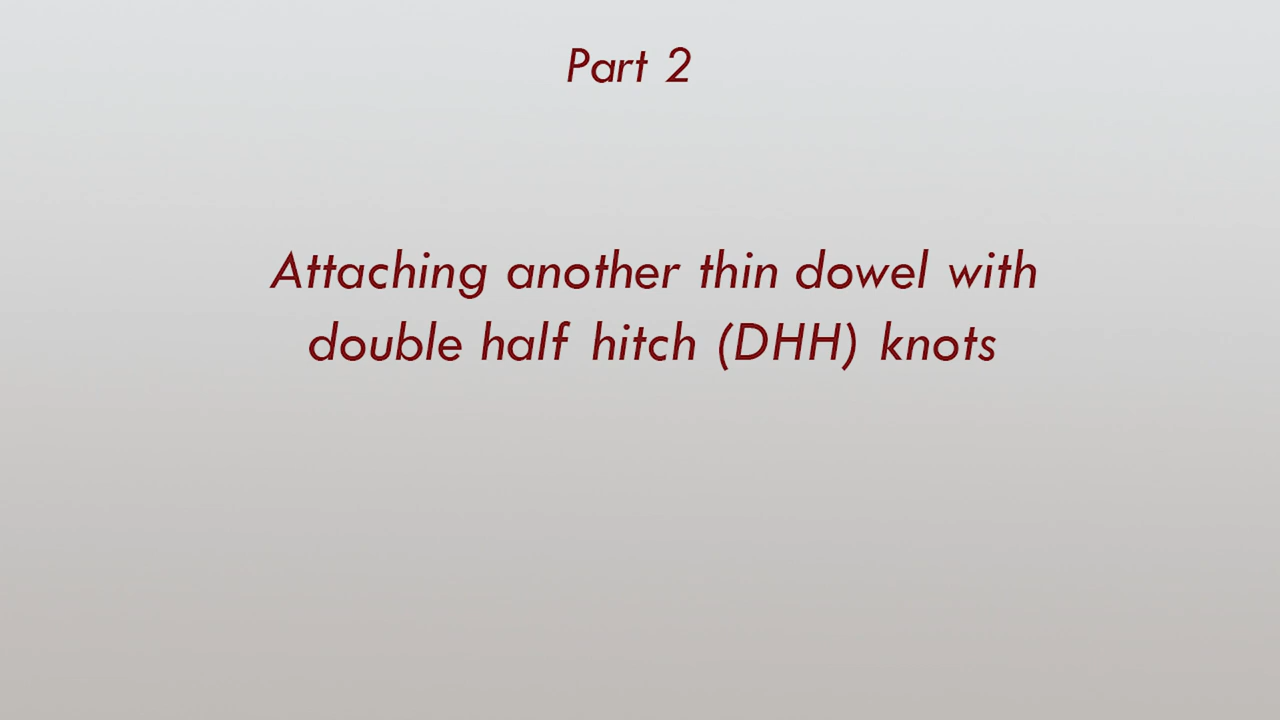 Part 2
Attaching another thin dowel with
double half hitch (DHH) knots